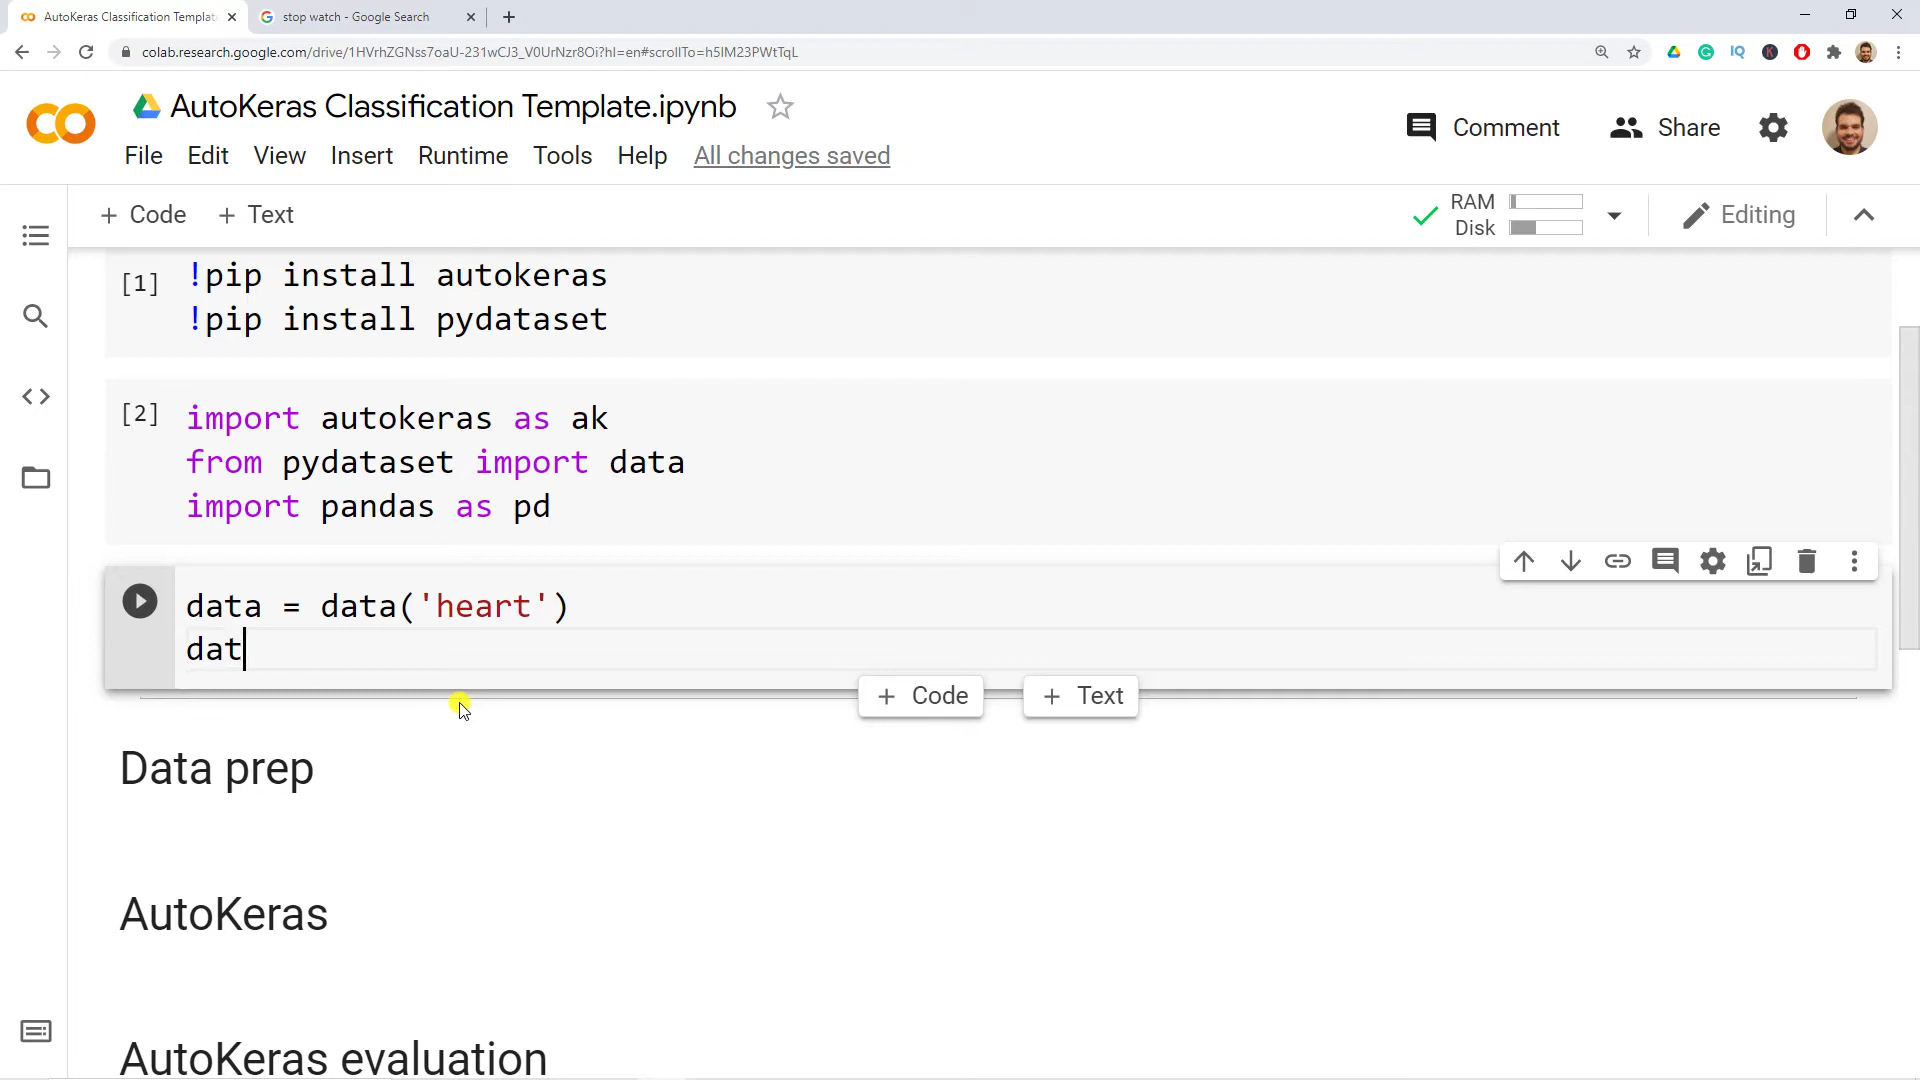 AutoKeras Classification Templat
stop watch - Google Search
colab.research.google.com/drive/1HVrhZGNss7oaU-231wCJ3_V0UrNzr8Oi?hl=en#scrollTo=h5IM23PWtTqL
AutoKeras Classification Template.ipynb
Comment
Share
File Edit View Insert Runtime Tools Help All changes saved
+ Code + Text
RAM
Disk
Editing
[1] !pip install autokeras
!pip install pydataset
[2] import autokeras as ak
from pydataset import data
import pandas as pd
data = data('heart')
dat
+ Code + Text
Data prep
AutoKeras
AutoKeras evaluation